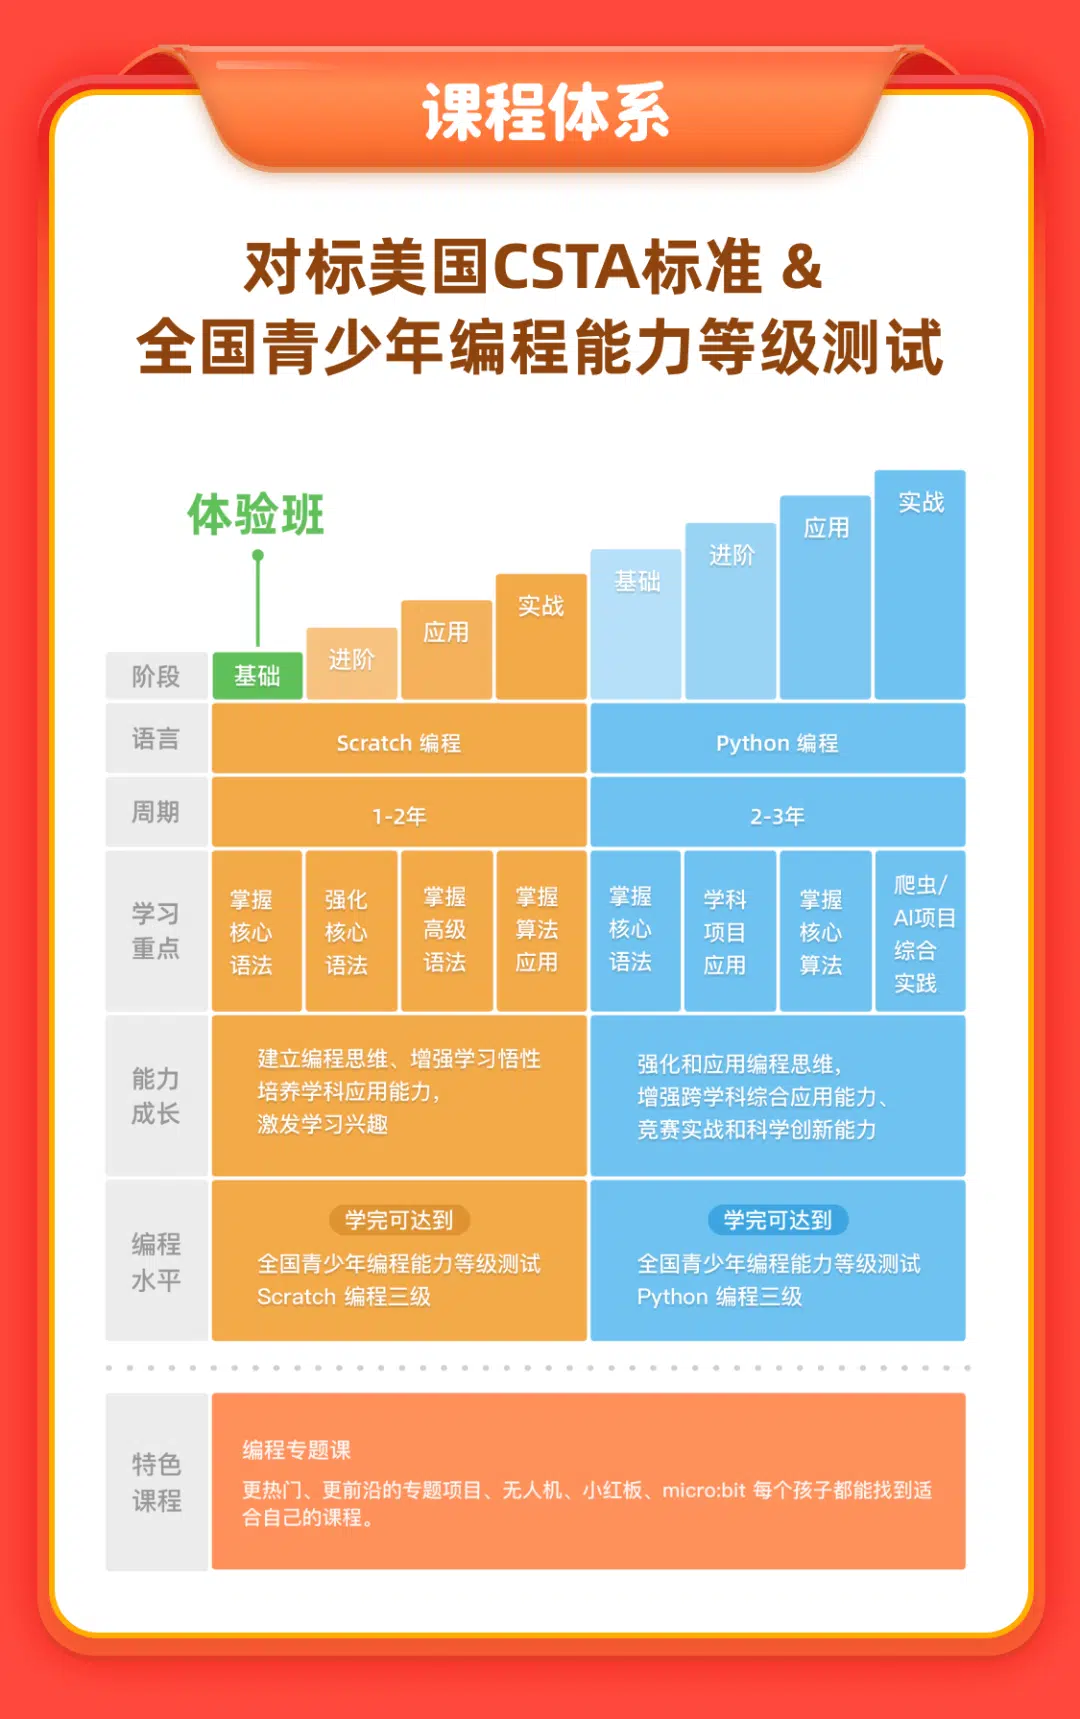 课程体系
对标美国CSTA标准 &
全国青少年编程能力等级测试
体验班
阶段
基础
进阶
应用
实战
基础
进阶
应用
实战
语言
Scratch 编程
Python 编程
周期
1-2年
2-3年
学习
重点
掌握
核心
语法
强化
核心
语法
掌握
高级
语法
掌握
算法
应用
掌握
核心
语法
学科
项目
应用
掌握
核心
算法
爬虫/
AI项目
综合
实践
能力
成长
建立编程思维、增强学习悟性
培养学科应用能力，
激发学习兴趣
强化和应用编程思维，
增强跨学科综合应用能力、
竞赛实战和科学创新能力
编程
水平
学完可达到
全国青少年编程能力等级测试
Scratch 编程三级
学完可达到
全国青少年编程能力等级测试
Python 编程三级
特色
课程
编程专题课
更热门、更前沿的专题项目、无人机、小红板、micro:bit 每个孩子都能找到适
合自己的课程。